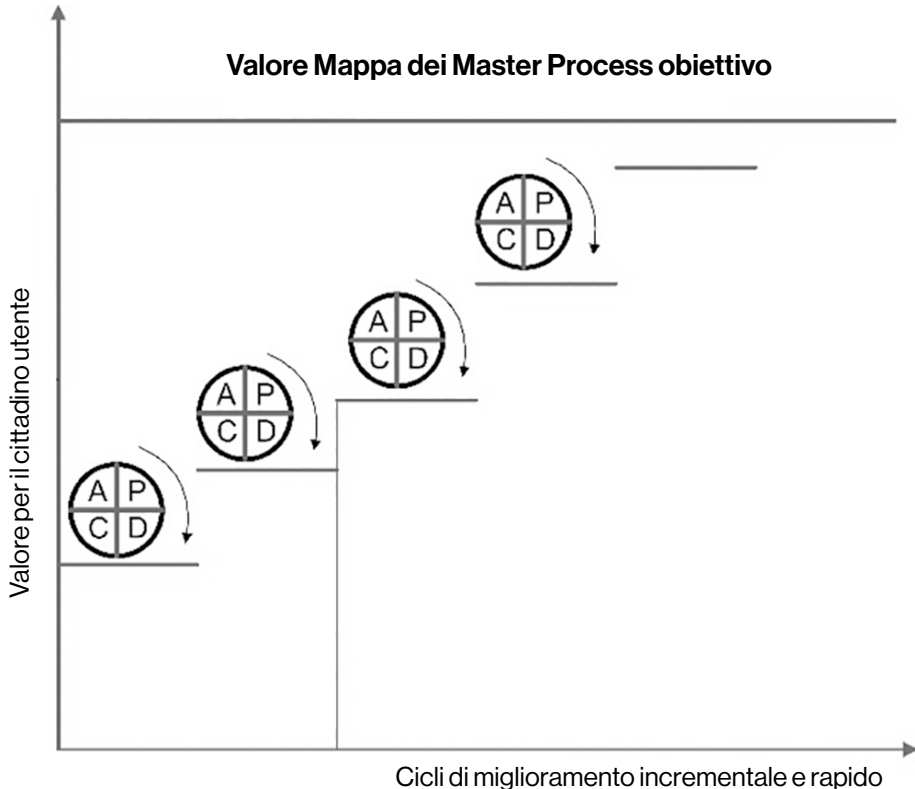 Valore Mappa dei Master Process obiettivo
A P
C D
A P
C D
A P
C D
A P
C D
Valore per il cittadino utente
Cicli di miglioramento incrementale e rapido